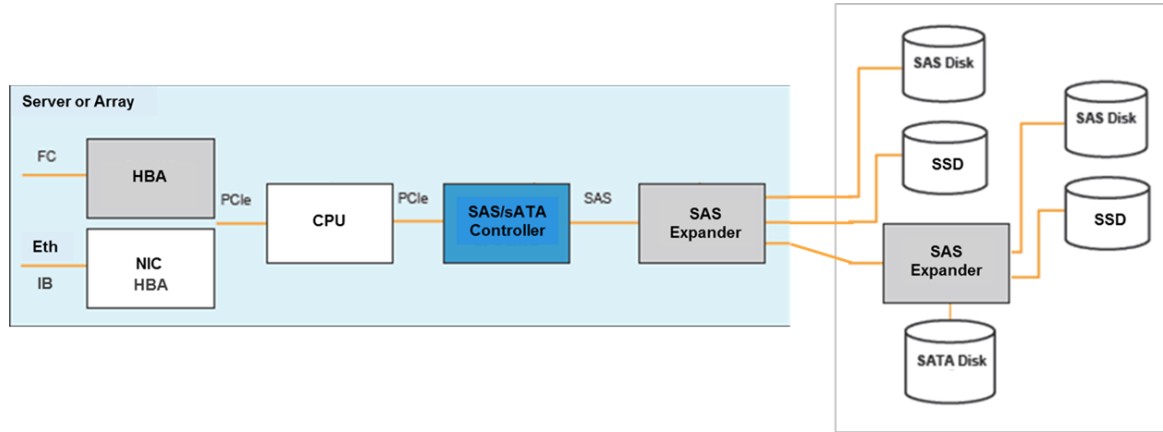 Server or Array
FC
HBA
PCIe
Eth
IB
NIC
HBA
CPU
PCIe
SAS/sATA
Controller
SAS
SAS
Expander
SAS Disk
SSD
SAS Disk
SSD
SAS
Expander
SATA Disk